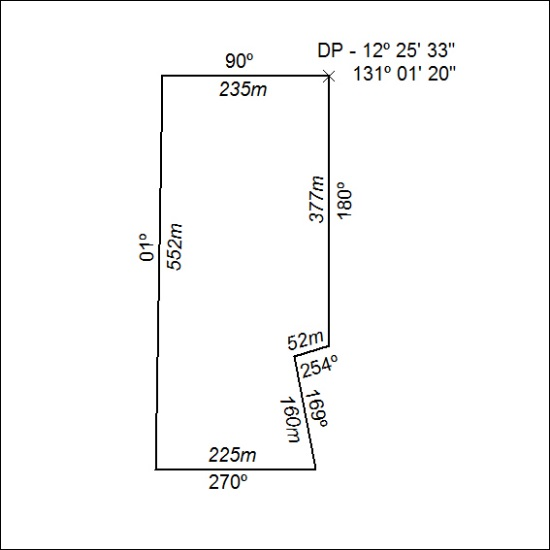 90º
235m
DP - 12º 25' 33"
131º 01' 20"
377m
180º
01º
552m
52m
254º
169º
160m
225m
270º